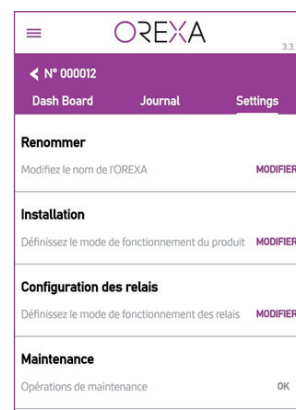 OREXA
3.3.
N° 000012
Dash Board Journal Settings
Renommer
Modifiez le nom de l'OREXA MODIFIER
Installation
Définissez le mode de fonctionnement du produit MODIFIER
Configuration des relais
Définissez le mode de fonctionnement des relais MODIFIER
Maintenance
Opérations de maintenance OK